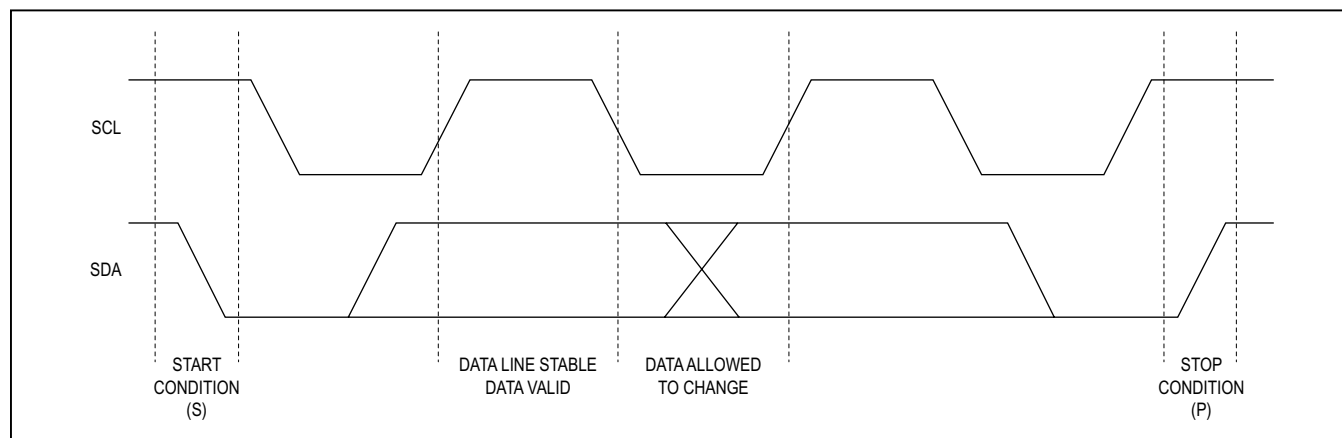 SCL
SDA
START
CONDITION
(S)
DATA LINE STABLE
DATA VALID
DATA ALLOWED
TO CHANGE
STOP
CONDITION
(P)